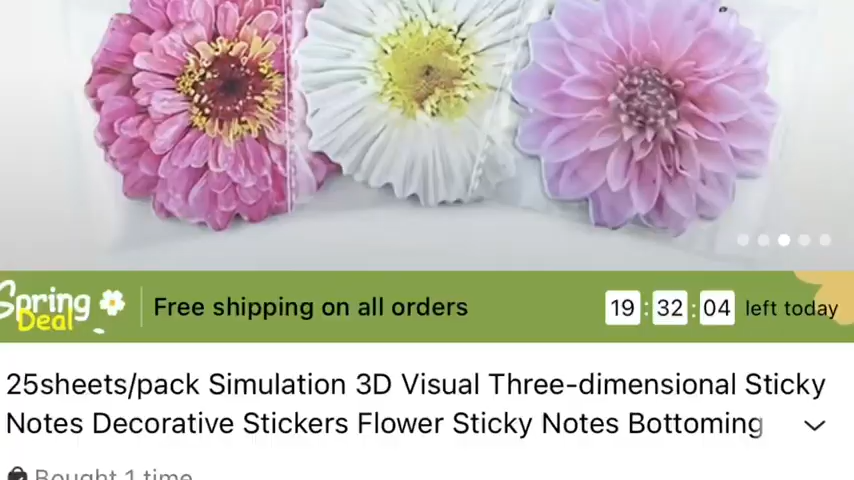 Spring
Deal
Free shipping on all orders
19:32:04 left today
25sheets/pack Simulation 3D Visual Three-dimensional Sticky
Notes Decorative Stickers Flower Sticky Notes Bottoming
Bought 1 time